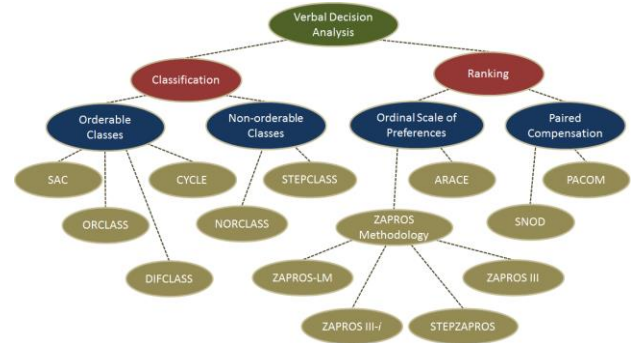 Verbal Decision
Analysis
Classification
Ranking
Orderable
Classes
Non-orderable
Classes
Ordinal Scale of
Preferences
Paired
Compensation
SAC
CYCLE
STEPCLASS
ARACE
PACOM
ORCLASS
NORCLASS
ZAPROS
Methodology
SNOD
DIFCLASS
ZAPROS-LM
ZAPROS III
ZAPROS III-i
STEPZAPROS